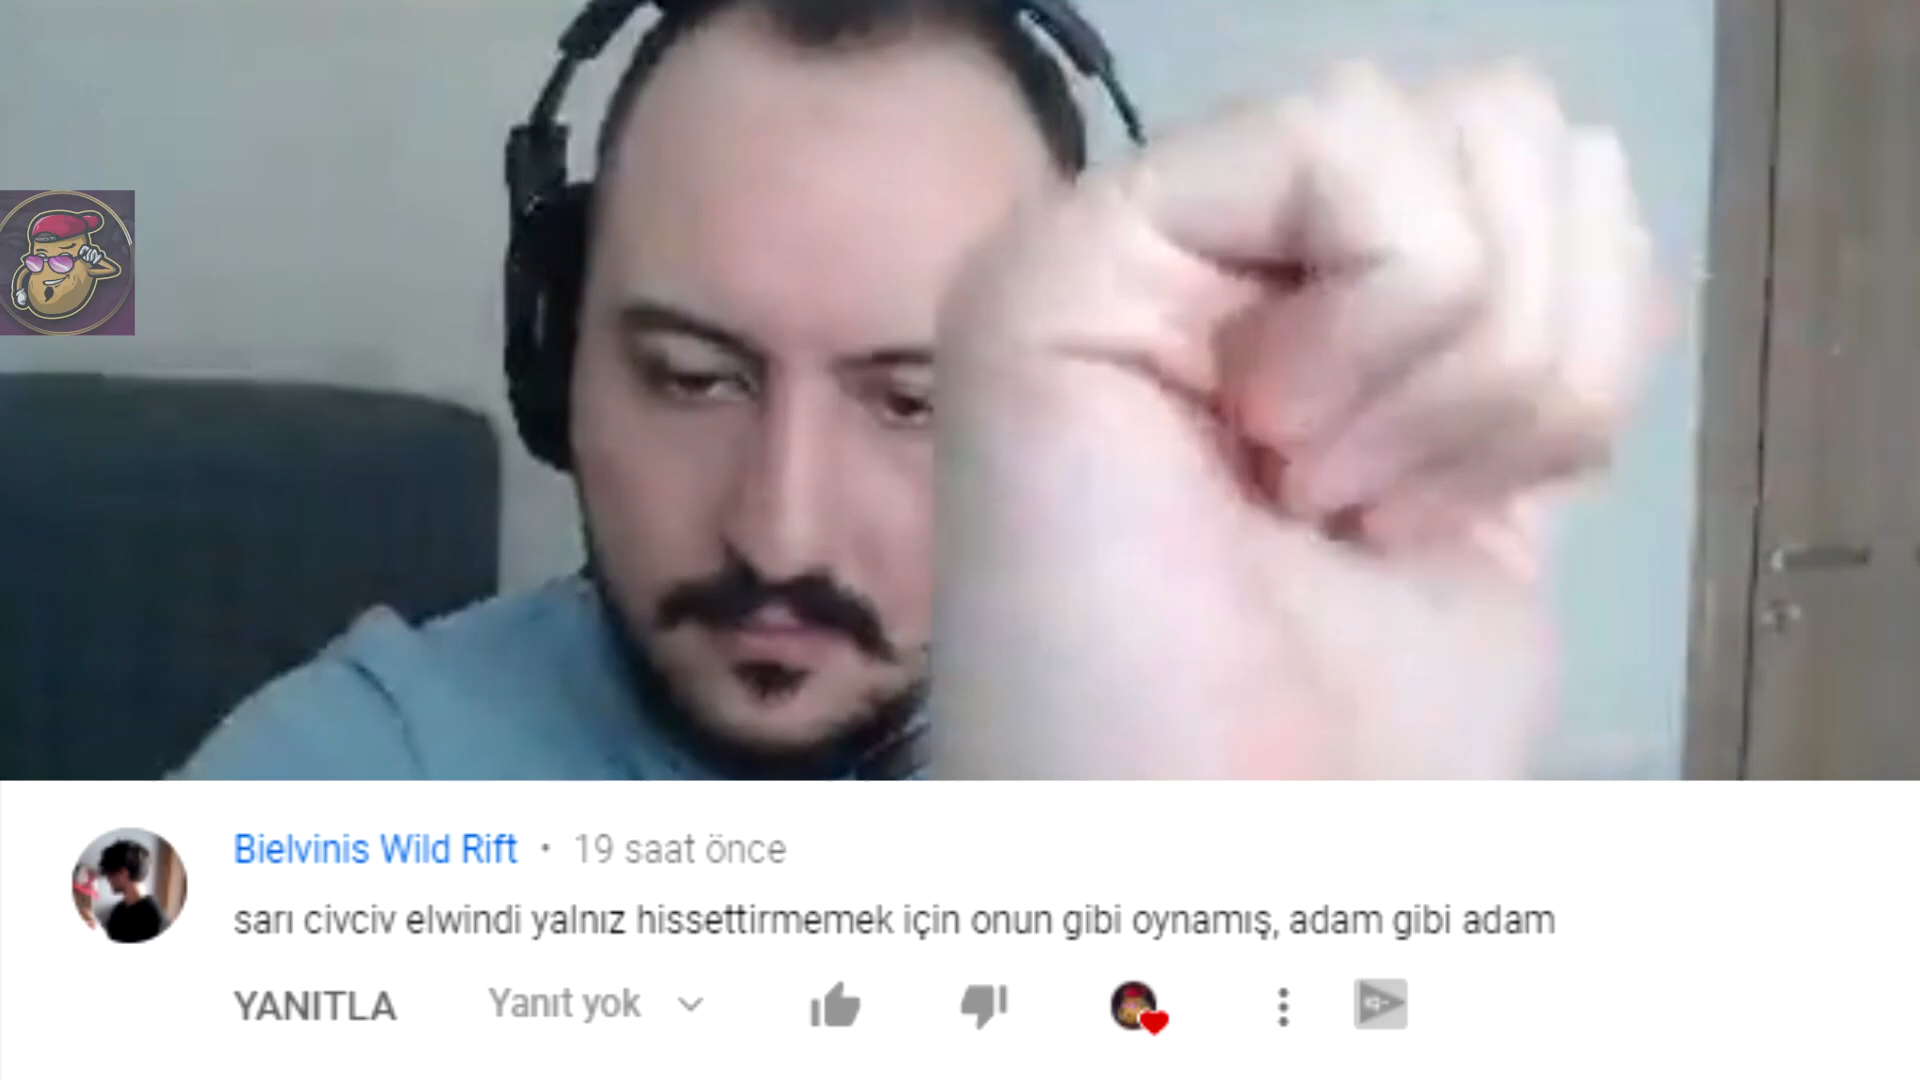 Bielvinis Wild Rift • 19 saat önce
sarı civciv elwindi yalnız hissettirmemek için onun gibi oynamış, adam gibi adam
YANITLA Yanıt yok